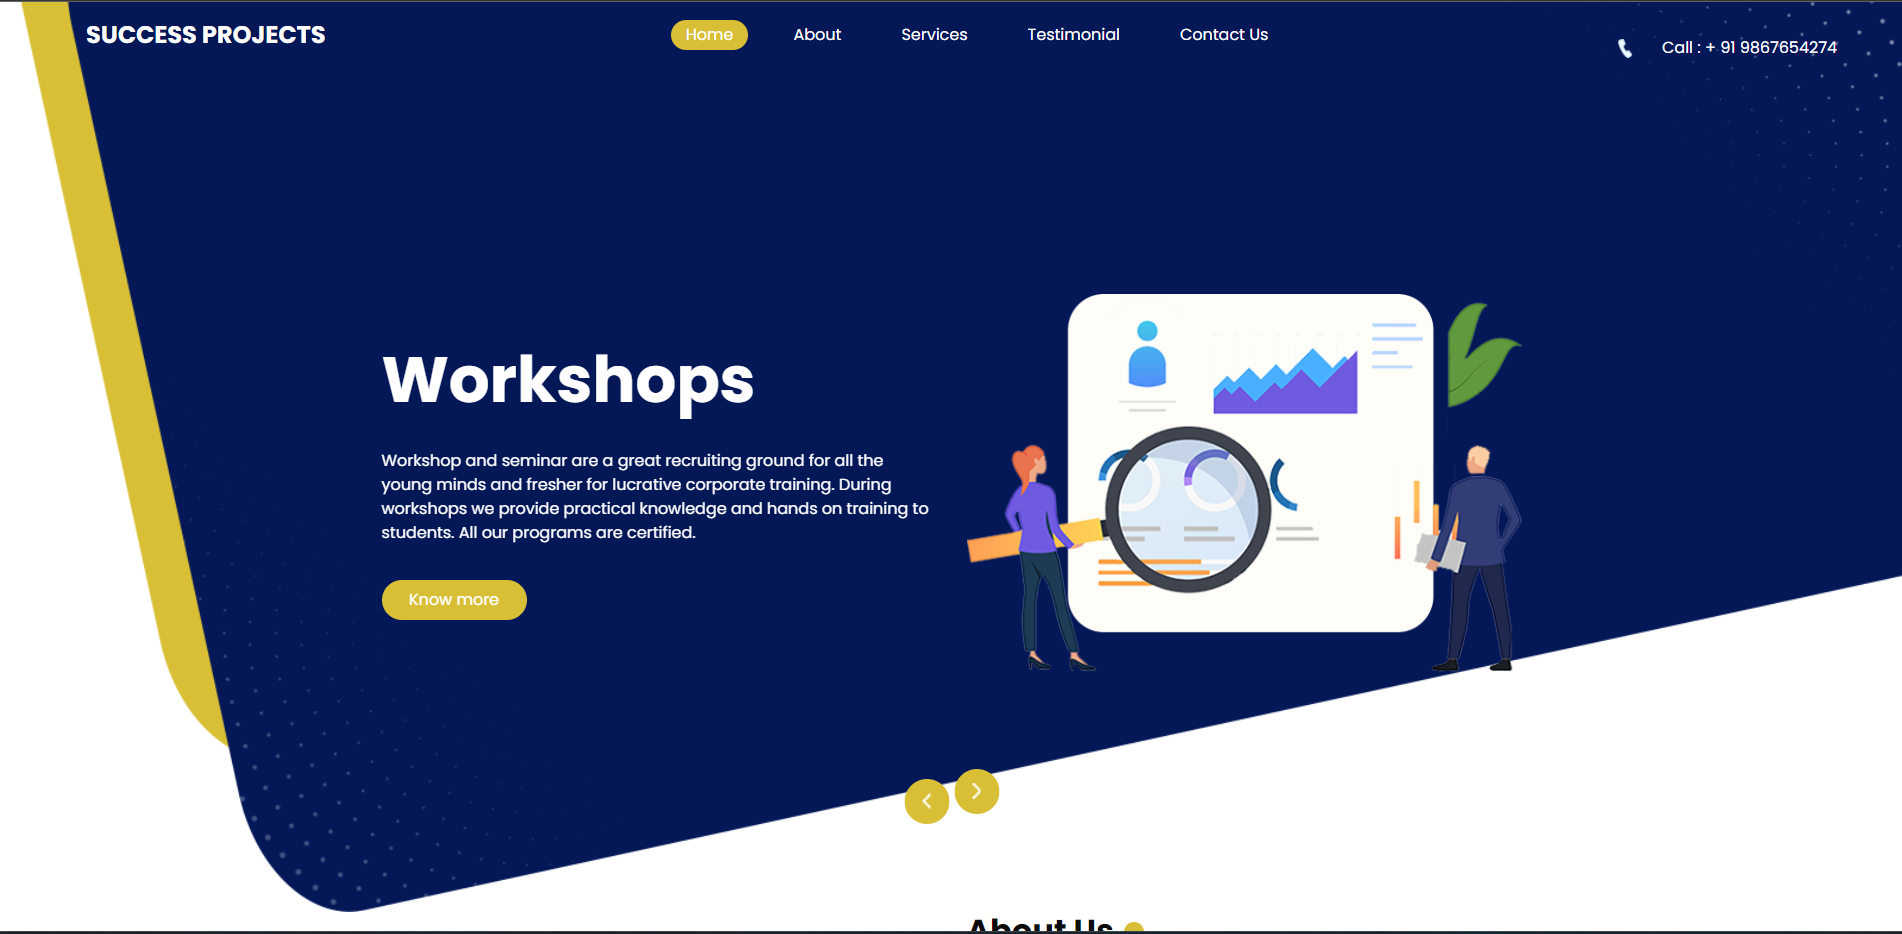 SUCCESS PROJECTS
Home
About
Services
Testimonial
Contact Us
Call : + 91 9867654274
Workshops
Workshop and seminar are a great recruiting ground for all the
young minds and fresher for lucrative corporate training. During
workshops we provide practical knowledge and hands on training to
students. All our programs are certified.
Know more
About Us